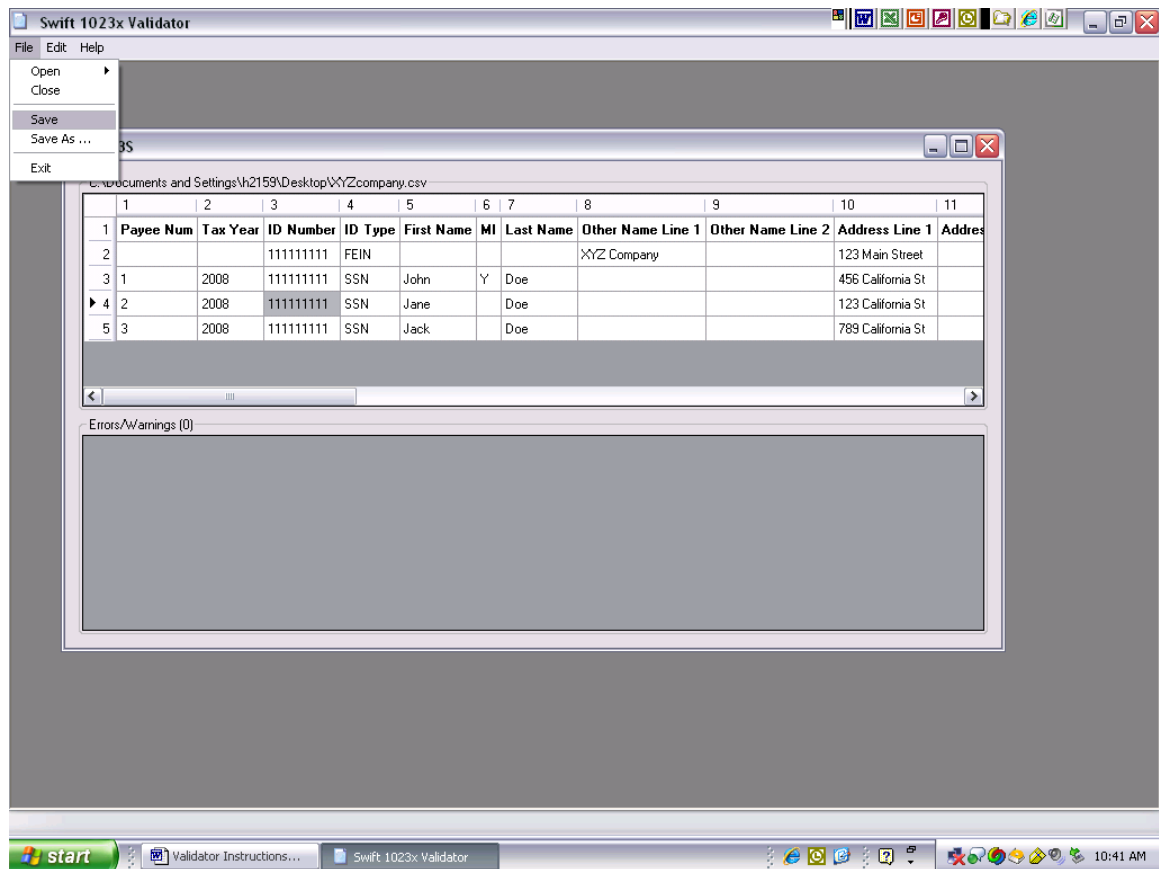 Swift 1023x Validator
File Edit Help
Open
Close
Save
Save As ...
Exit
3S
C:\Documents and Settings\h2159\Desktop\XYZcompany.csv
1 2 3 4 5 6 7 8 9 10 11
1 Payee Num Tax Year ID Number ID Type First Name MI Last Name Other Name Line 1 Other Name Line 2 Address Line 1 Addres
2 111111111 FEIN XYZ Company 123 Main Street
3 1 2008 111111111 SSN John Y Doe 456 California St
4 2 2008 111111111 SSN Jane Doe 123 California St
5 3 2008 111111111 SSN Jack Doe 789 California St
Errors/Warnings (0)
start Validator Instructions... Swift 1023x Validator 10:41 AM